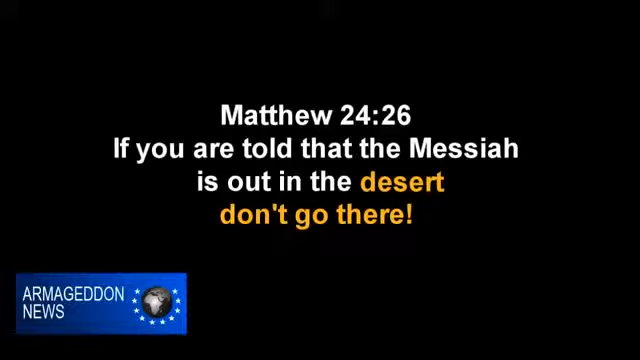 Matthew 24:26
If you are told that the Messiah
is out in the desert
don't go there!
ARMAGEDDON
NEWS